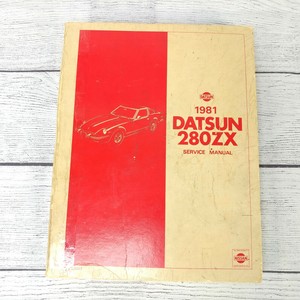 1981
DATSUN
280ZX
SERVICE MANUAL